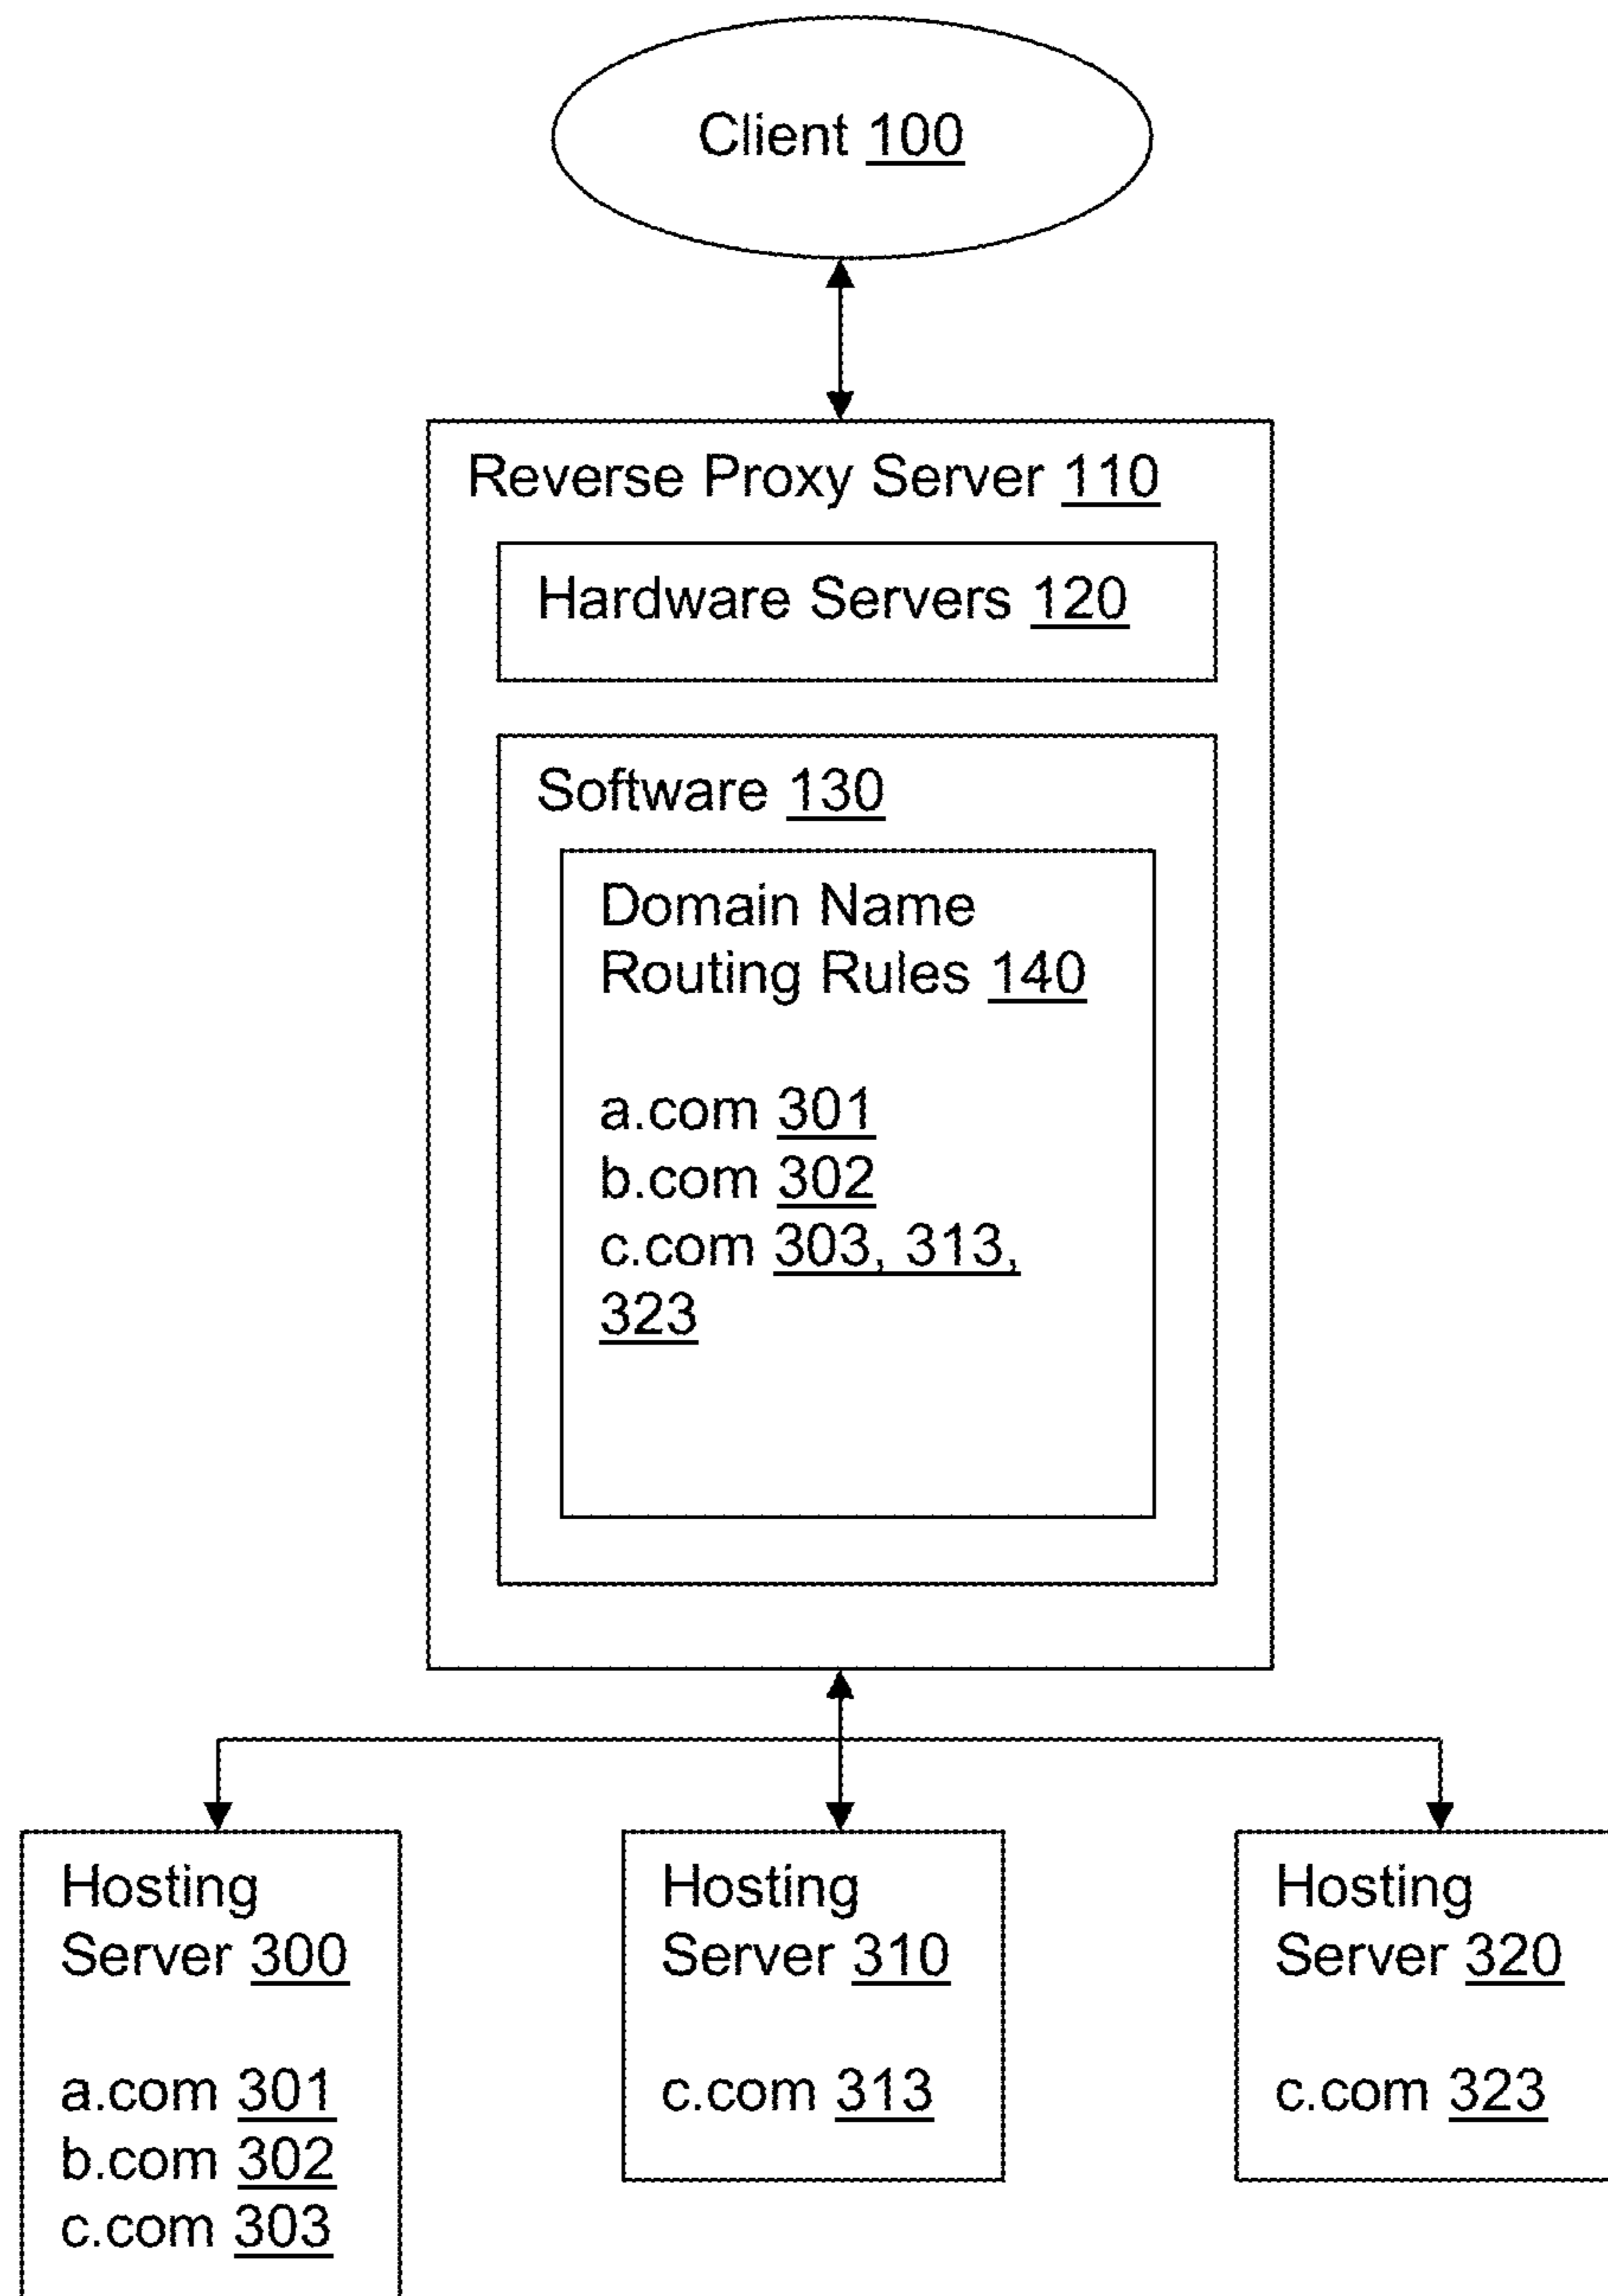 Client 100
Reverse Proxy Server 110
Hardware Servers 120
Software 130
Domain Name
Routing Rules 140
a.com 301
b.com 302
c.com 303, 313,
323
Hosting
Server 300
a.com 301
b.com 302
c.com 303
Hosting
Server 310
c.com 313
Hosting
Server 320
c.com 323